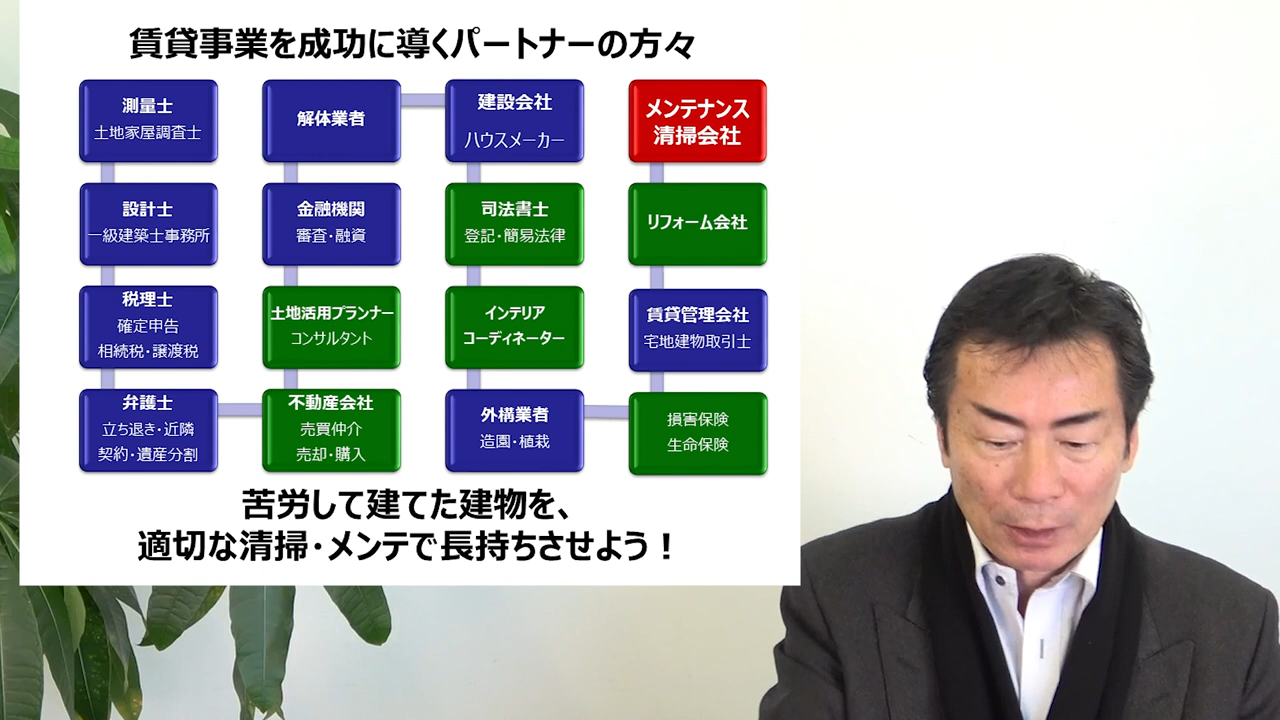 賃貸事業を成功に導くパートナーの方々
測量士
土地家屋調査士
設計士
一級建築士事務所
税理士
確定申告
相続税・譲渡税
弁護士
立ち退き・近隣
契約・遺産分割
解体業者
金融機関
審査・融資
土地活用プランナー
コンサルタント
不動産会社
売買仲介
売却・購入
建設会社
ハウスメーカー
司法書士
登記・簡易法律
インテリア
コーディネーター
外構業者
造園・植栽
メンテナンス
清掃会社
リフォーム会社
賃貸管理会社
宅地建物取引士
損害保険
生命保険
苦労して建てた建物を、
適切な清掃・メンテで長持ちさせよう！